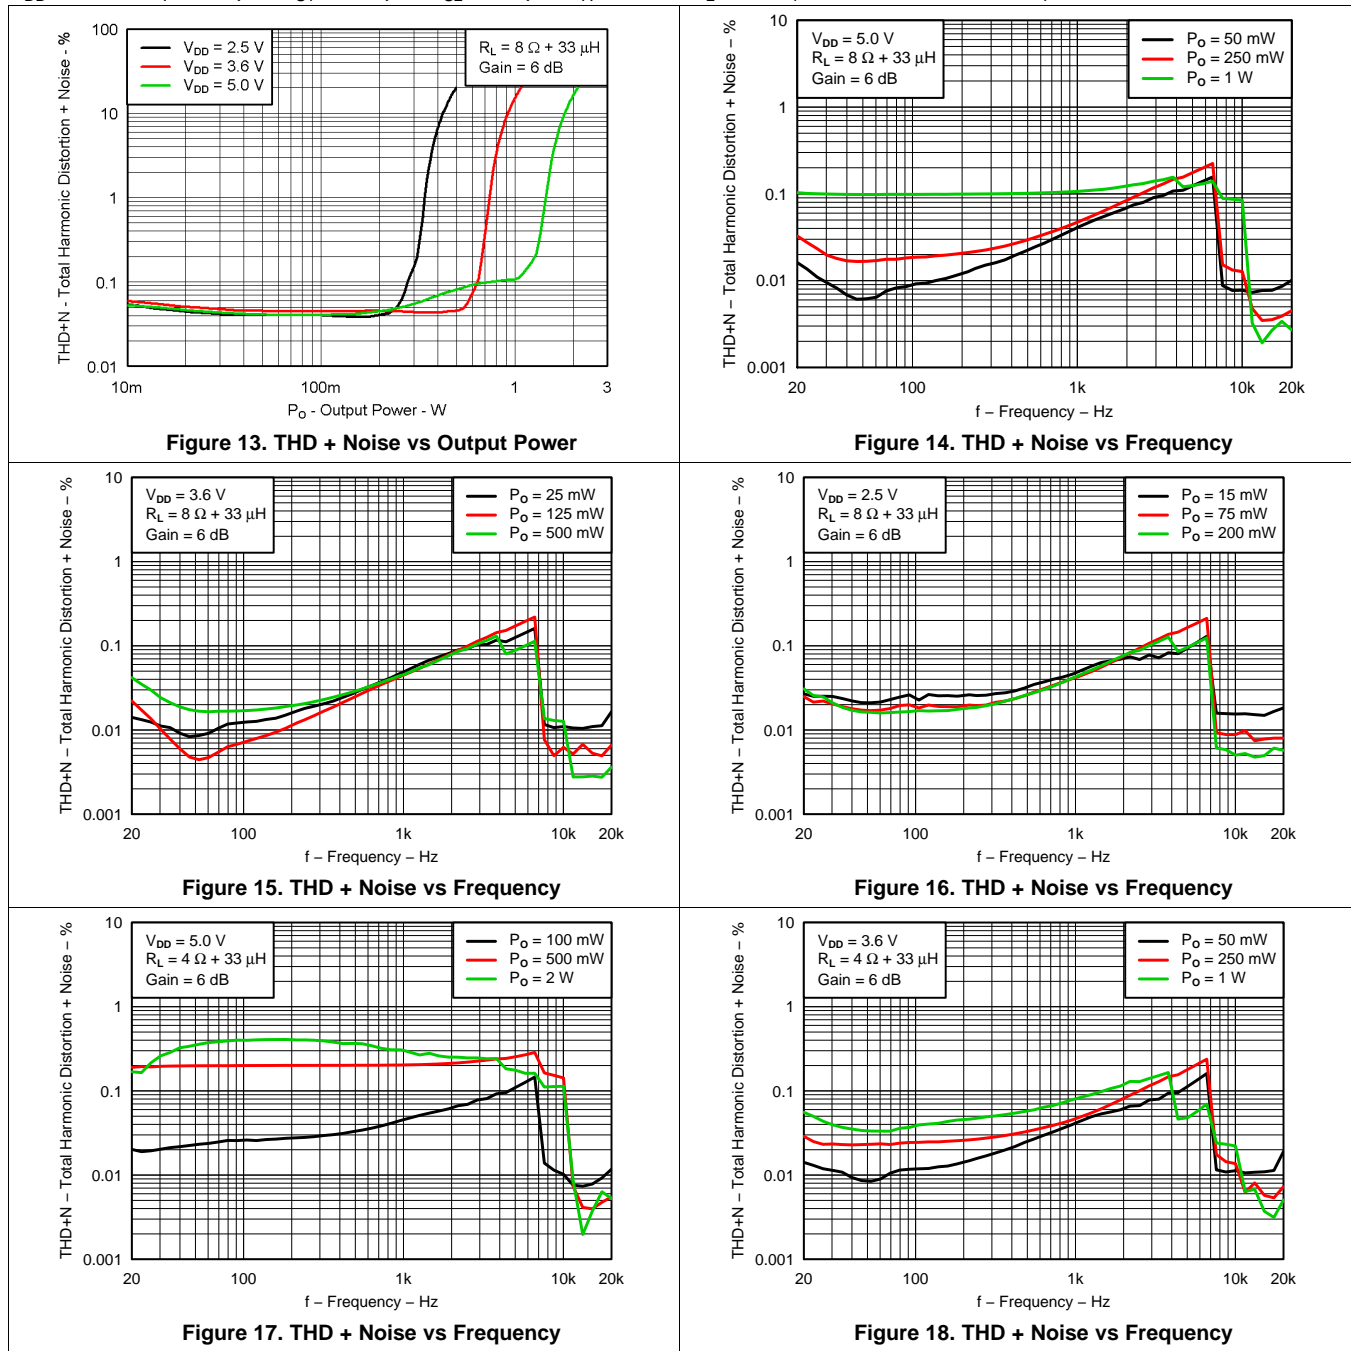 100
10
1
0.1
0.01
THD+N - Total Harmonic Distortion + Noise - %
VDD = 2.5 V
VDD = 3.6 V
VDD = 5.0 V
RL = 8 Ω + 33 μH
Gain = 6 dB
10m
100m
1
3
PO - Output Power - W
Figure 13. THD + Noise vs Output Power
10
1
0.1
0.01
0.001
THD+N – Total Harmonic Distortion + Noise – %
VDD = 5.0 V
RL = 8 Ω + 33 μH
Gain = 6 dB
PO = 50 mW
PO = 250 mW
PO = 1 W
20
100
1k
10k
20k
f – Frequency – Hz
Figure 14. THD + Noise vs Frequency
10
1
0.1
0.01
0.001
THD+N – Total Harmonic Distortion + Noise – %
VDD = 3.6 V
RL = 8 Ω + 33 μH
Gain = 6 dB
PO = 25 mW
PO = 125 mW
PO = 500 mW
20
100
1k
10k
20k
f – Frequency – Hz
Figure 15. THD + Noise vs Frequency
10
1
0.1
0.01
0.001
THD+N – Total Harmonic Distortion + Noise – %
VDD = 2.5 V
RL = 8 Ω + 33 μH
Gain = 6 dB
PO = 15 mW
PO = 75 mW
PO = 200 mW
20
100
1k
10k
20k
f – Frequency – Hz
Figure 16. THD + Noise vs Frequency
10
1
0.1
0.01
0.001
THD+N – Total Harmonic Distortion + Noise – %
VDD = 5.0 V
RL = 4 Ω + 33 μH
Gain = 6 dB
PO = 100 mW
PO = 500 mW
PO = 2 W
20
100
1k
10k
20k
f – Frequency – Hz
Figure 17. THD + Noise vs Frequency
10
1
0.1
0.01
0.001
THD+N – Total Harmonic Distortion + Noise – %
VDD = 3.6 V
RL = 4 Ω + 33 μH
Gain = 6 dB
PO = 50 mW
PO = 250 mW
PO = 1 W
20
100
1k
10k
20k
f – Frequency – Hz
Figure 18. THD + Noise vs Frequency